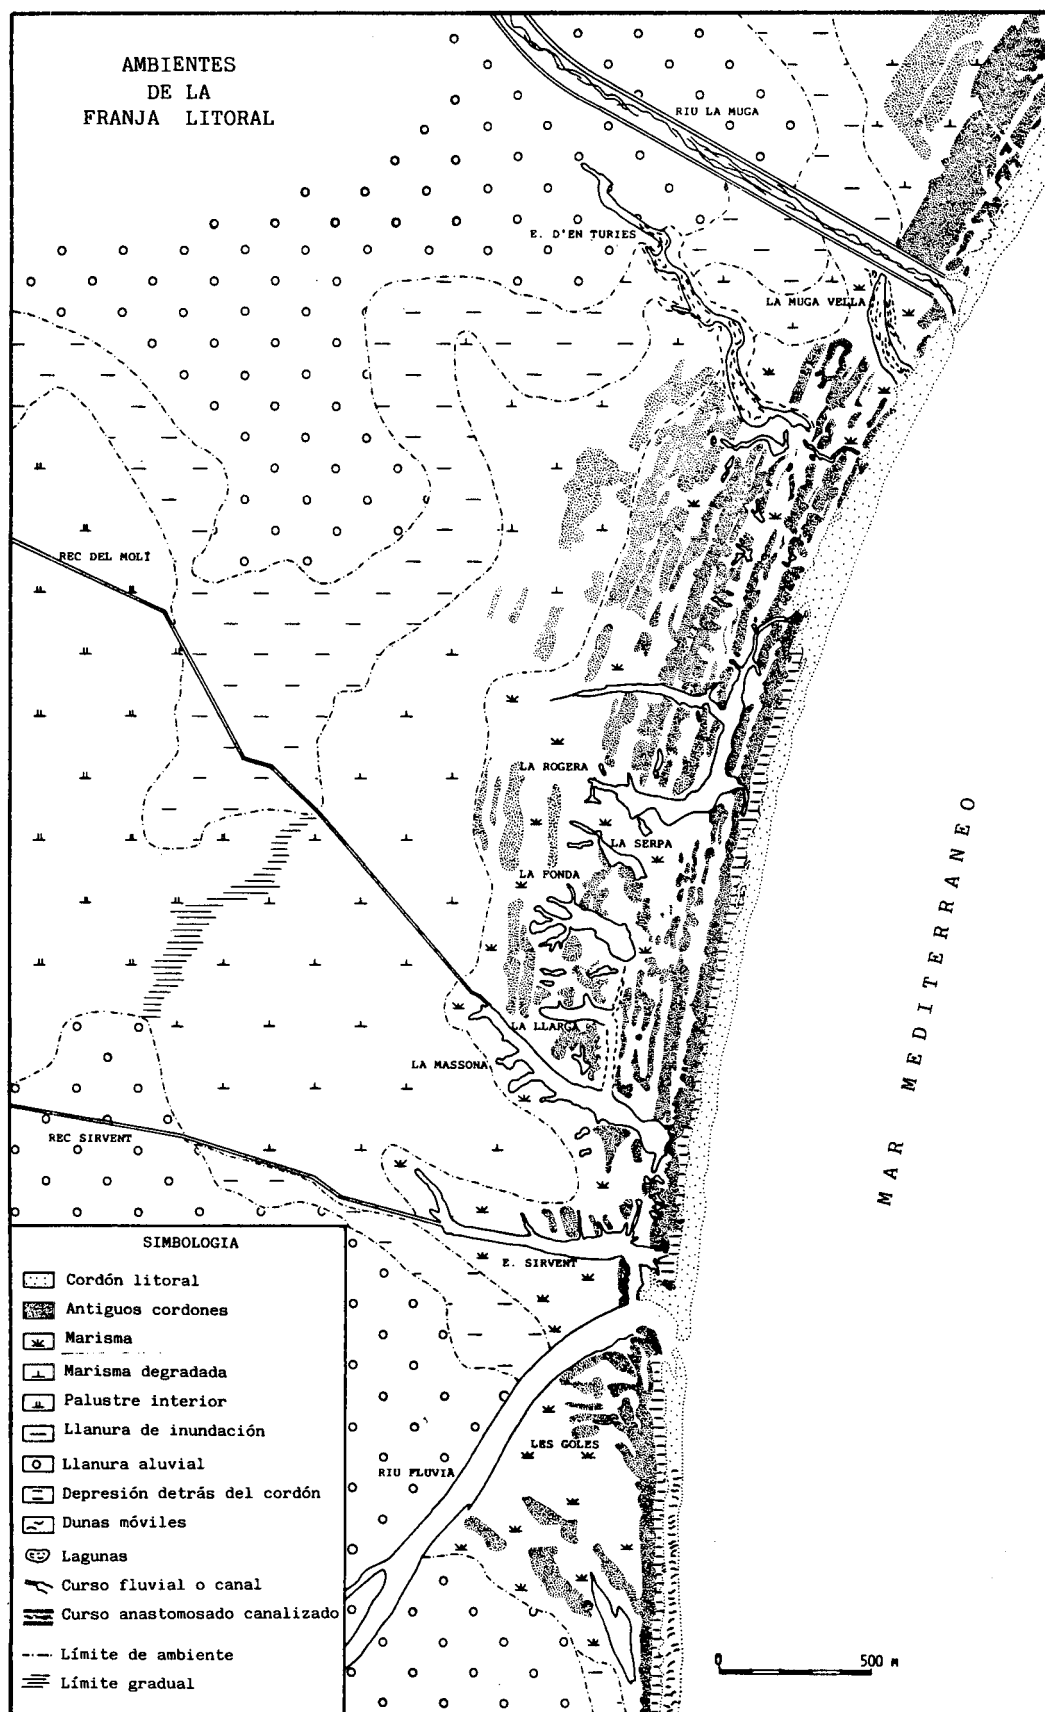 AMBIENTES
DE LA
FRANJA LITORAL
RIU LA MUGA
E. D'EN TURIES
LA MUGA VELLA
REC DEL MOLÍ
LA ROGERA
LA SERPA
LA FONDA
LA LLARGA
LA MASSONA
REC SIRVENT
E. SIRVENT
MAR MEDITERRANEO
LES GOLES
RIU FLUVIÀ
SIMBOLOGIA
Cordón litoral
Antiguos cordones
Marisma
Marisma degradada
Palustre interior
Llanura de inundación
Llanura aluvial
Depresión detrás del cordón
Dunas móviles
Lagunas
Curso fluvial o canal
Curso anastomosado canalizado
Límite de ambiente
Límite gradual
0 500 M